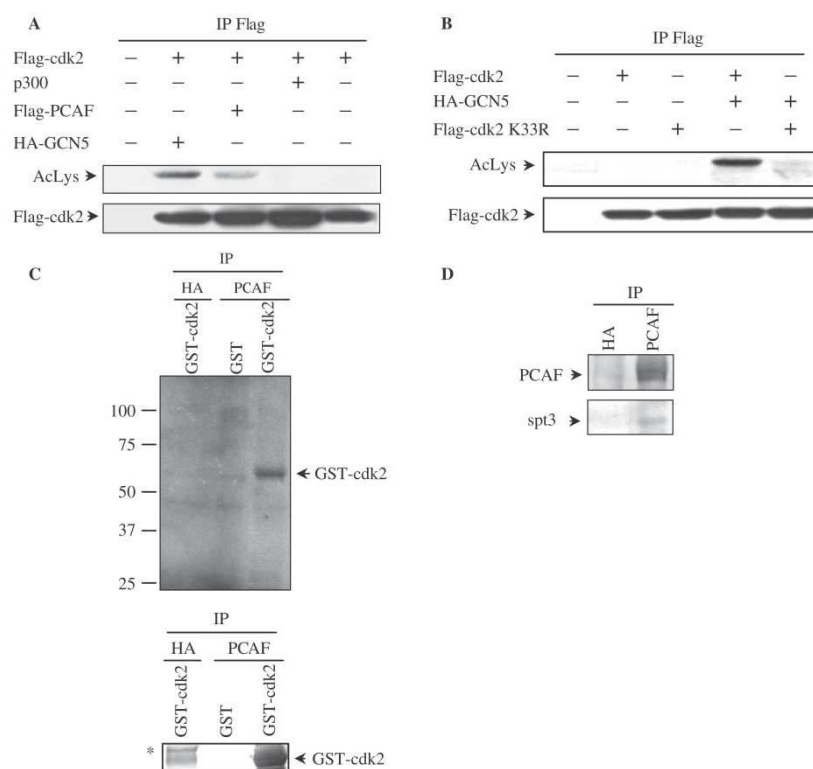 A
IP Flag
Flag-cdk2 – + + + +
p300 – – – + –
Flag-PCAF – – + – –
HA-GCN5 – + – – –
AcLys
Flag-cdk2
B
IP Flag
Flag-cdk2 – + – + –
HA-GCN5 – – – + +
Flag-cdk2 K33R – – + – +
AcLys
Flag-cdk2
C
IP
HA PCAF
GST-cdk2 GST GST-cdk2
100
75
50
37
25
GST-cdk2
IP
HA PCAF
GST-cdk2 GST GST-cdk2
*
GST-cdk2
D
IP
HA PCAF
PCAF
spt3